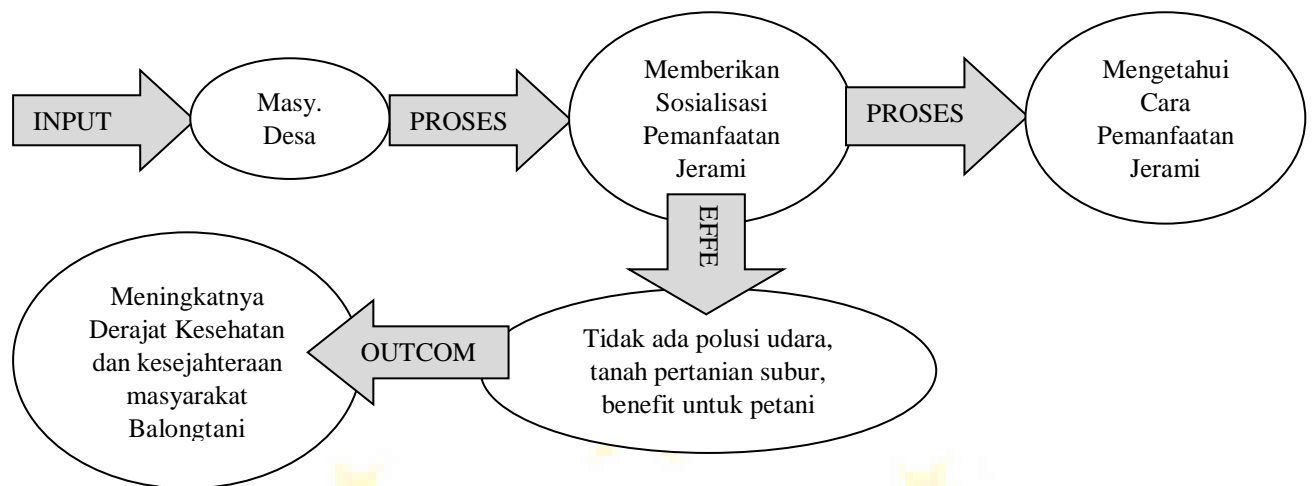 INPUT
Masy.
Desa
PROSES
Memberikan
Sosialisasi
Pemanfaatan
Jerami
PROSES
Mengetahui
Cara
Pemanfaatan
Jerami
EFFE
Tidak ada polusi udara,
tanah pertanian subur,
benefit untuk petani
OUTCOM
Meningkatnya
Derajat Kesehatan
dan kesejahteraan
masyarakat
Balongtani